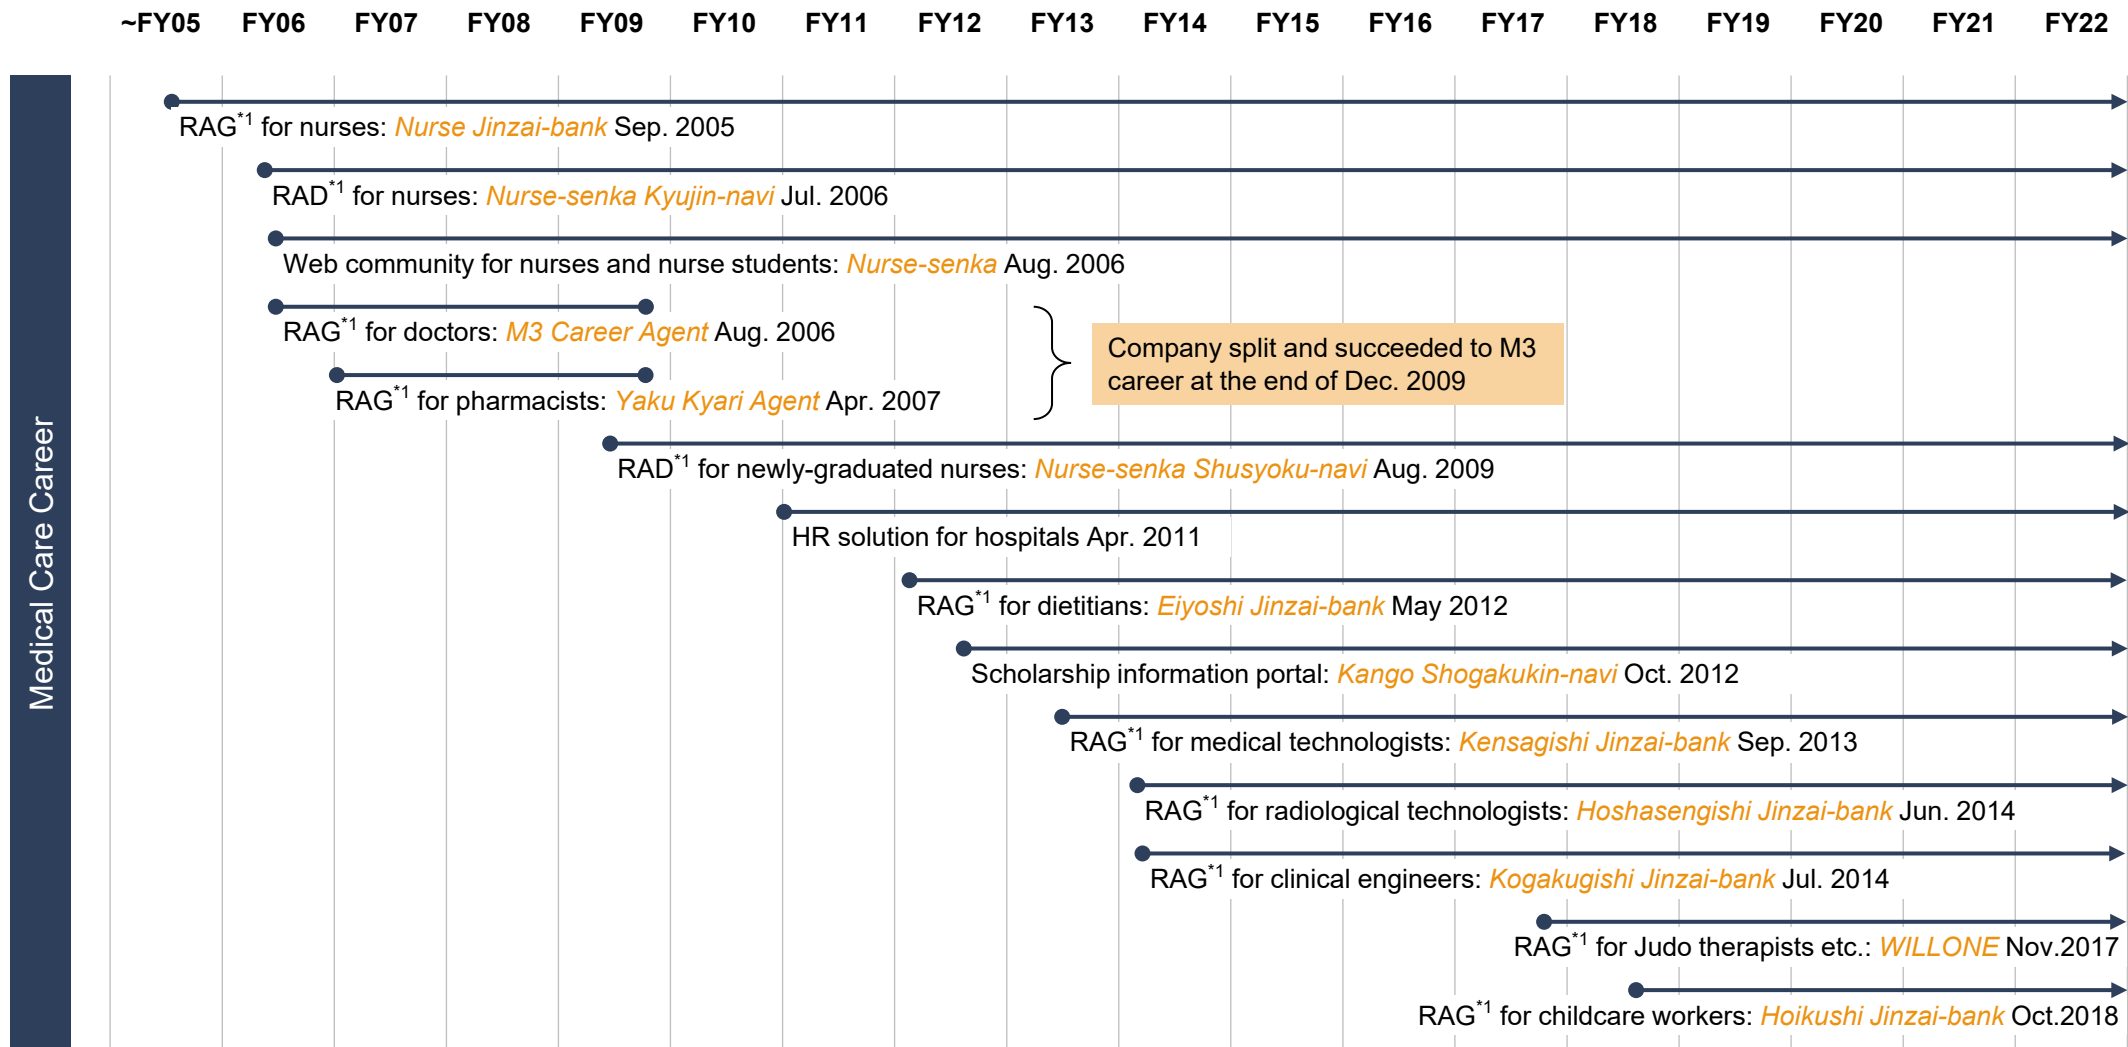 ~FY05 FY06 FY07 FY08 FY09 FY10 FY11 FY12 FY13 FY14 FY15 FY16 FY17 FY18 FY19 FY20 FY21 FY22
Medical Care Career
RAG*1 for nurses: Nurse Jinzai-bank Sep. 2005
RAD*1 for nurses: Nurse-senka Kyujin-navi Jul. 2006
Web community for nurses and nurse students: Nurse-senka Aug. 2006
RAG*1 for doctors: M3 Career Agent Aug. 2006
Company split and succeeded to M3
career at the end of Dec. 2009
RAG*1 for pharmacists: Yaku Kyari Agent Apr. 2007
RAD*1 for newly-graduated nurses: Nurse-senka Shusyoku-navi Aug. 2009
HR solution for hospitals Apr. 2011
RAG*1 for dietitians: Eiyoshi Jinzai-bank May 2012
Scholarship information portal: Kango Shogakukin-navi Oct. 2012
RAG*1 for medical technologists: Kensagishi Jinzai-bank Sep. 2013
RAG*1 for radiological technologists: Hoshasengishi Jinzai-bank Jun. 2014
RAG*1 for clinical engineers: Kogakugishi Jinzai-bank Jul. 2014
RAG*1 for Judo therapists etc.: WILLONE Nov.2017
RAG*1 for childcare workers: Hoikushi Jinzai-bank Oct.2018